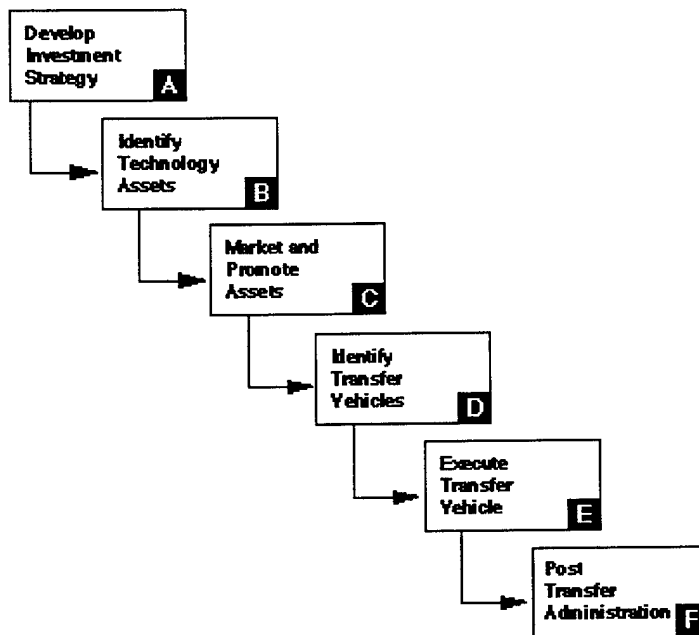 Develop
Investment
Strategy
A
Identify
Technology
Assets
B
Market and
Promote
Assets
C
Identify
Transfer
Vehicles
D
Execute
Transfer
Vehicle
E
Post
Transfer
Administration
F